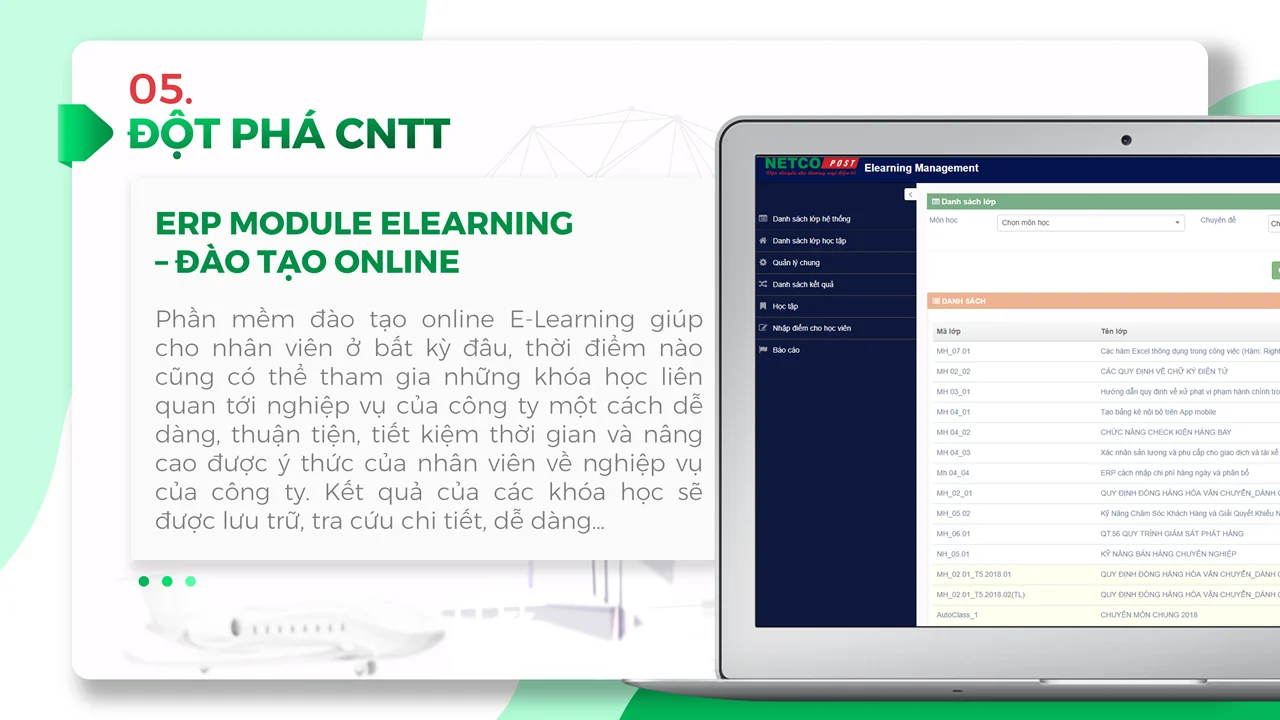 05.
ĐỘT PHÁ CNTT
ERP MODULE ELEARNING
– ĐÀO TẠO ONLINE
Phần mềm đào tạo online E-Learning giúp
cho nhân viên ở bất kỳ đâu, thời điểm nào
cũng có thể tham gia những khóa học liên
quan tới nghiệp vụ của công ty một cách dễ
dàng, thuận tiện, tiết kiệm thời gian và nâng
cao được ý thức của nhân viên về nghiệp vụ
của công ty. Kết quả của các khóa học sẽ
được lưu trữ, tra cứu chi tiết, dễ dàng...
NETCO POST Elearning Management
Danh sách lớp hệ thống
Danh sách lớp học tập
Quản lý chung
Danh sách kết quả
Học tập
Nhập điểm cho học viên
Báo cáo
Danh sách lớp
Môn học Chọn môn học Chuyên đề Ch
DANH SÁCH
Mã lớp Tên lớp
MH_07.01 Các hàm Excel thông dụng trong công việc (Hàm: Right
MH 02_02 CÁC QUY ĐỊNH VỀ CHỮ KÝ ĐIỆN TỬ
MH 03_01 Hướng dẫn quy định về xử phạt vi phạm hành chính tro
MH 04_01 Tạo bảng kê nội bộ trên App mobile
MH 04_02 CHỨC NĂNG CHECK KIỆN HÀNG BAY
MH 04_03 Xác nhận sản lượng và phụ cấp cho giao dịch và tài xế
Mh 04_04 ERP cách nhập chi phí hàng ngày và phân bổ
MH_02_01 QUY ĐỊNH ĐÓNG HÀNG HÓA VẬN CHUYỂN_DÀNH C
MH_05.02 Kỹ Năng Chăm Sóc Khách Hàng và Giải Quyết Khiếu N
MH_06.01 QT.56 QUY TRÌNH GIÁM SÁT PHÁT HÀNG
NH_05.01 KỸ NĂNG BÁN HÀNG CHUYÊN NGHIỆP
MH_02.01_T5.2018.01 QUY ĐỊNH ĐÓNG HÀNG HÓA VẬN CHUYỂN_DÀNH C
MH_02.01_T5.2018.02(TL) QUY ĐỊNH ĐÓNG HÀNG HÓA VẬN CHUYỂN_DÀNH C
AutoClass_1 CHUYÊN MÔN CHUNG 2018